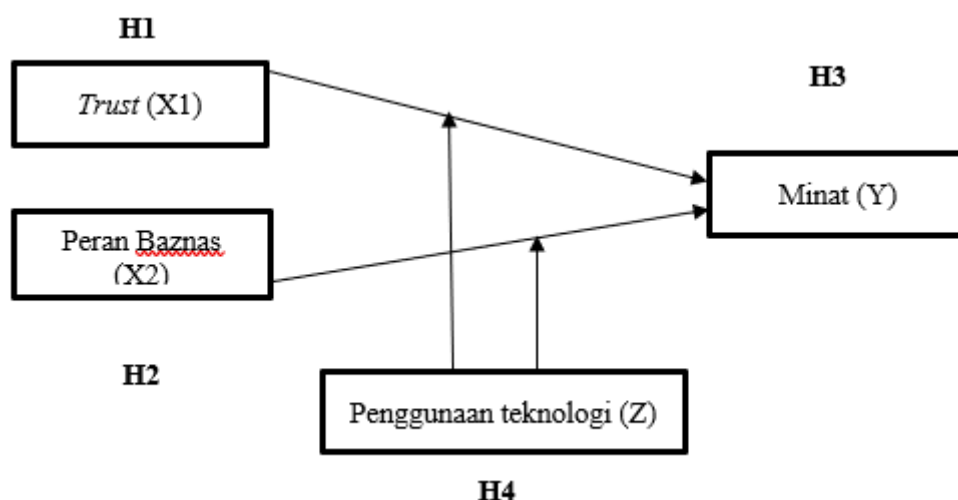 H1
Trust (X1)
H3
Minat (Y)
Peran Baznas
(X2)
H2
Penggunaan teknologi (Z)
H4